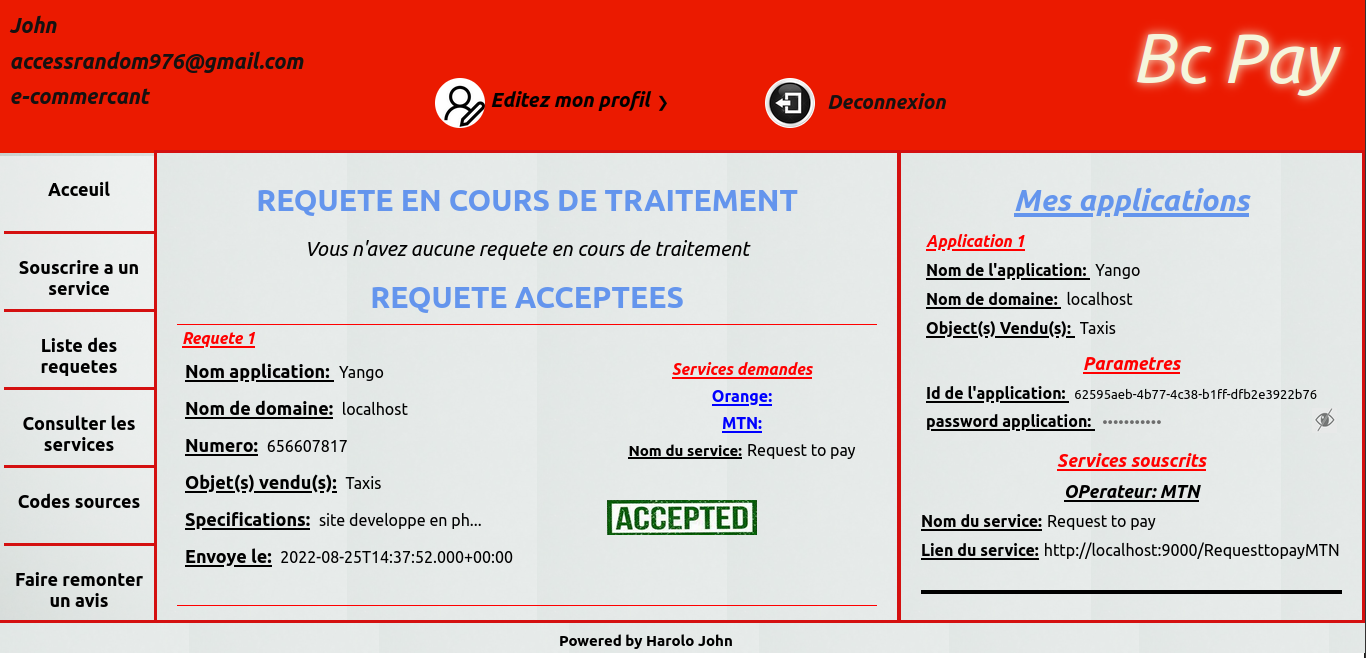 John
accessrandom976@gmail.com
e-commercant
Editez mon profil ❯
Deconnexion
Bc Pay
Acceuil
Souscrire a un
service
Liste des
requetes
Consulter les
services
Codes sources
Faire remonter
un avis
REQUETE EN COURS DE TRAITEMENT
Vous n'avez aucune requete en cours de traitement
REQUETE ACCEPTEES
Requete 1
Nom application: Yango
Nom de domaine: localhost
Numero: 656607817
Objet(s) vendu(s): Taxis
Specifications: site developpe en ph...
Envoye le: 2022-08-25T14:37:52.000+00:00
Services demandes
Orange:
MTN:
Nom du service: Request to pay
ACCEPTED
Mes applications
Application 1
Nom de l'application: Yango
Nom de domaine: localhost
Object(s) Vendu(s): Taxis
Parametres
Id de l'application: 62595aeb-4b77-4c38-b1ff-dfb2e3922b76
password application: •••••••••••
Services souscrits
OPerateur: MTN
Nom du service: Request to pay
Lien du service: http://localhost:9000/RequesttopayMTN
Powered by Harolo John